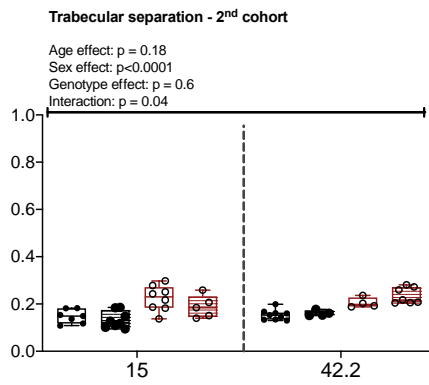 Trabecular separation - 2nd cohort
Age effect: p = 0.18
Sex effect: p<0.0001
Genotype effect: p = 0.6
Interaction: p = 0.04
1.0
0.8
0.6
0.4
0.2
0.0
15 42.2